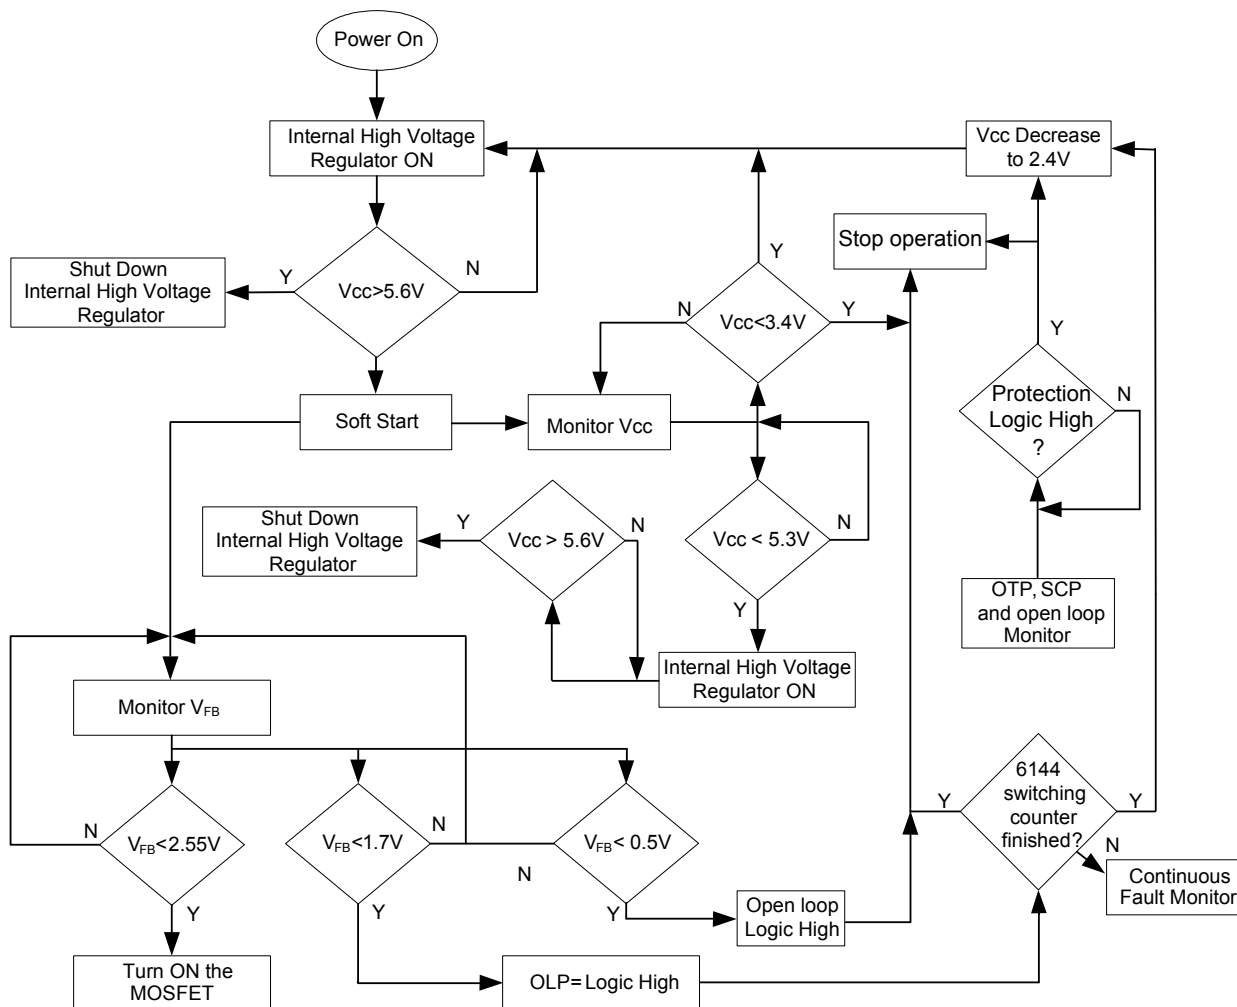 Power On
Internal High Voltage
Regulator ON
Vcc Decrease
to 2.4V
Stop operation
Shut Down
Internal High Voltage
Regulator
Y
Vcc>5.6V
N
Y
N
Vcc<3.4V
Y
Y
Protection
Logic High
?
N
Soft Start
Monitor Vcc
Shut Down
Internal High Voltage
Regulator
Y
Vcc > 5.6V
N
Vcc < 5.3V
N
Y
OTP, SCP
and open loop
Monitor
Internal High Voltage
Regulator ON
Monitor VFB
N
VFB<2.55V
Y
VFB<1.7V
N
Y
N
VFB< 0.5V
Y
Y
6144
switching
counter
finished?
Y
N
Continuous
Fault Monitor
Open loop
Logic High
Turn ON the
MOSFET
OLP= Logic High